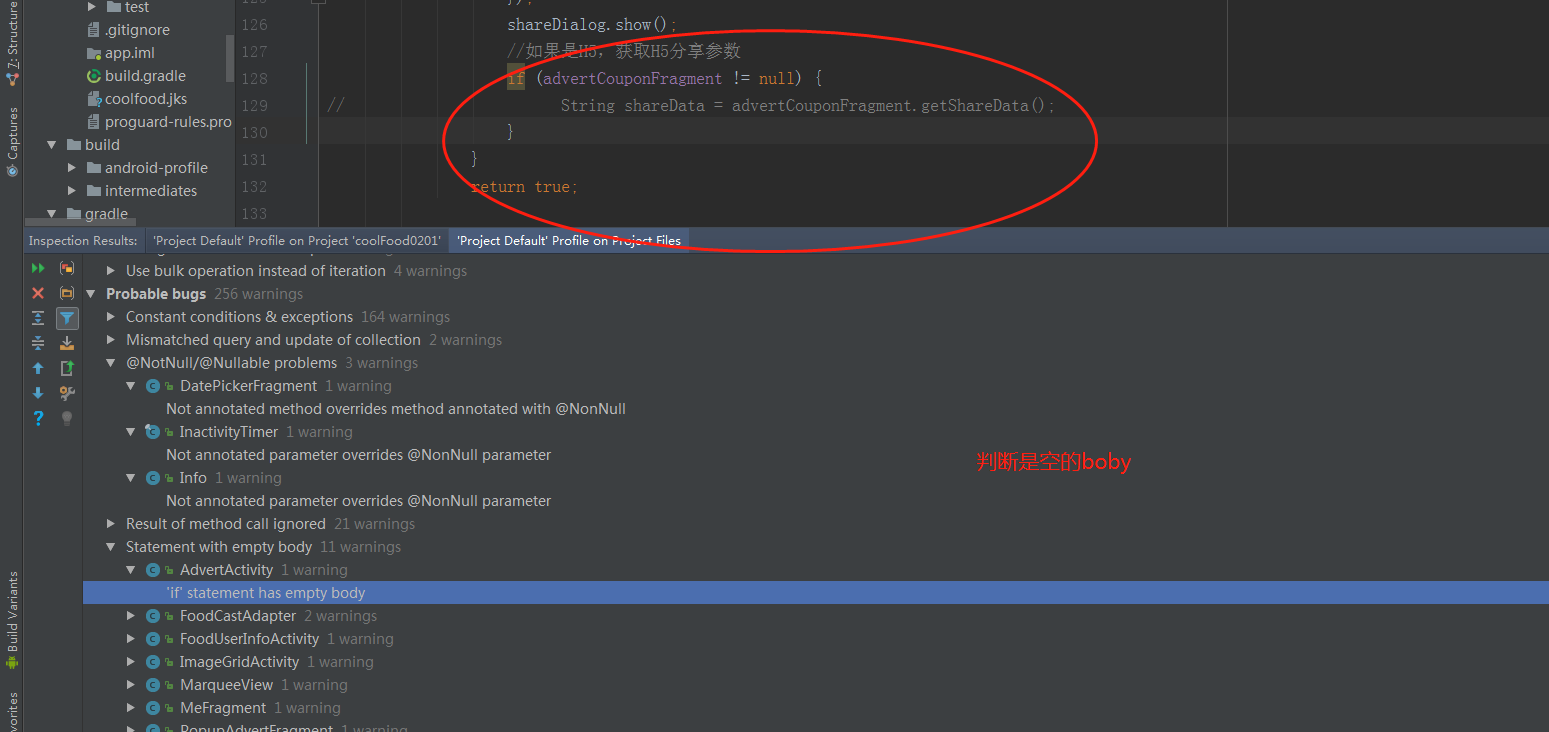 test
.gitignore
app.iml
build.gradle
coolfood.jks
proguard-rules.pro
build
android-profile
intermediates
gradle
Z: Structure
Captures
Build Variants
126 shareDialog.show();
127 //如果是H5，获取H5分享参数
128 if (advertCouponFragment != null) {
129 // String shareData = advertCouponFragment.getShareData();
130 }
131 }
132 return true;
133
Inspection Results: 'Project Default' Profile on Project 'coolFood0201' 'Project Default' Profile on Project Files
Use bulk operation instead of iteration 4 warnings
Probable bugs 256 warnings
Constant conditions & exceptions 164 warnings
Mismatched query and update of collection 2 warnings
@NotNull/@Nullable problems 3 warnings
DatePickerFragment 1 warning
Not annotated method overrides method annotated with @NonNull
InactivityTimer 1 warning
Not annotated parameter overrides @NonNull parameter
Info 1 warning
Not annotated parameter overrides @NonNull parameter
Result of method call ignored 21 warnings
Statement with empty body 11 warnings
AdvertActivity 1 warning
'if' statement has empty body
FoodCastAdapter 2 warnings
FoodUserInfoActivity 1 warning
ImageGridActivity 1 warning
MarqueeView 1 warning
MeFragment 1 warning
PopupAdvertFragment 1 warning
判断是空的boby